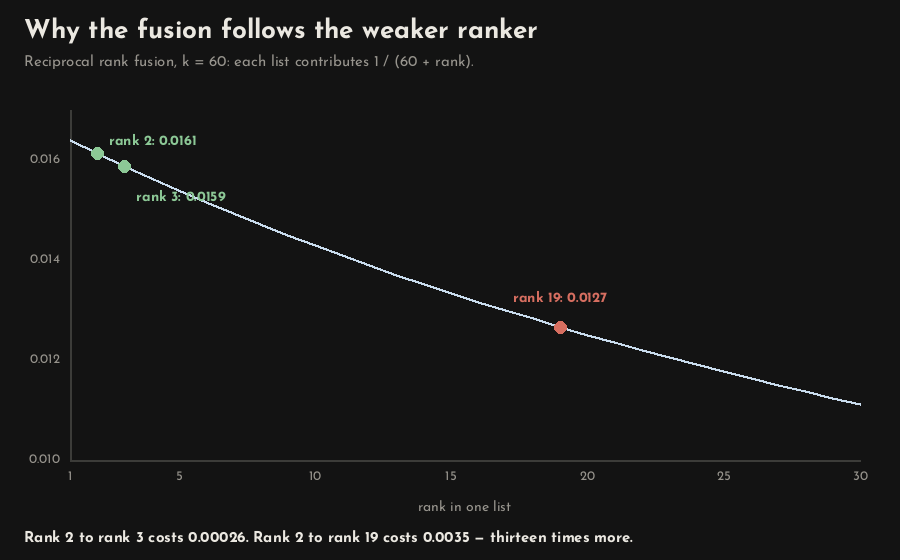 Why the fusion follows the weaker ranker
Reciprocal rank fusion, k = 60: each list contributes 1 / (60 + rank).
rank 2: 0.0161
0.016
rank 3: 0.0159
0.014
rank 19: 0.0127
0.012
0.010
1 5 10 15 20 25 30
rank in one list
Rank 2 to rank 3 costs 0.00026. Rank 2 to rank 19 costs 0.0035 — thirteen times more.